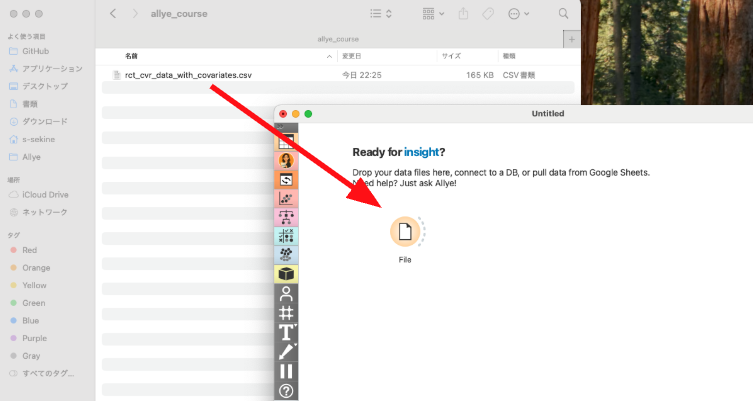 allye_course
allye_course
よく使う項目
GitHub
アプリケーション
デスクトップ
書類
ダウンロード
s-sekine
Allye
場所
iCloud Drive
ネットワーク
タグ
Red
Orange
Yellow
Green
Blue
Purple
Gray
すべてのタグ...
名前 変更日 サイズ 種類
rct_cvr_data_with_covariates.csv 今日 22:25 165 KB CSV書類
Untitled
Ready for insight?
Drop your data files here, connect to a DB, or pull data from Google Sheets.
Need help? Just ask Allye!
File